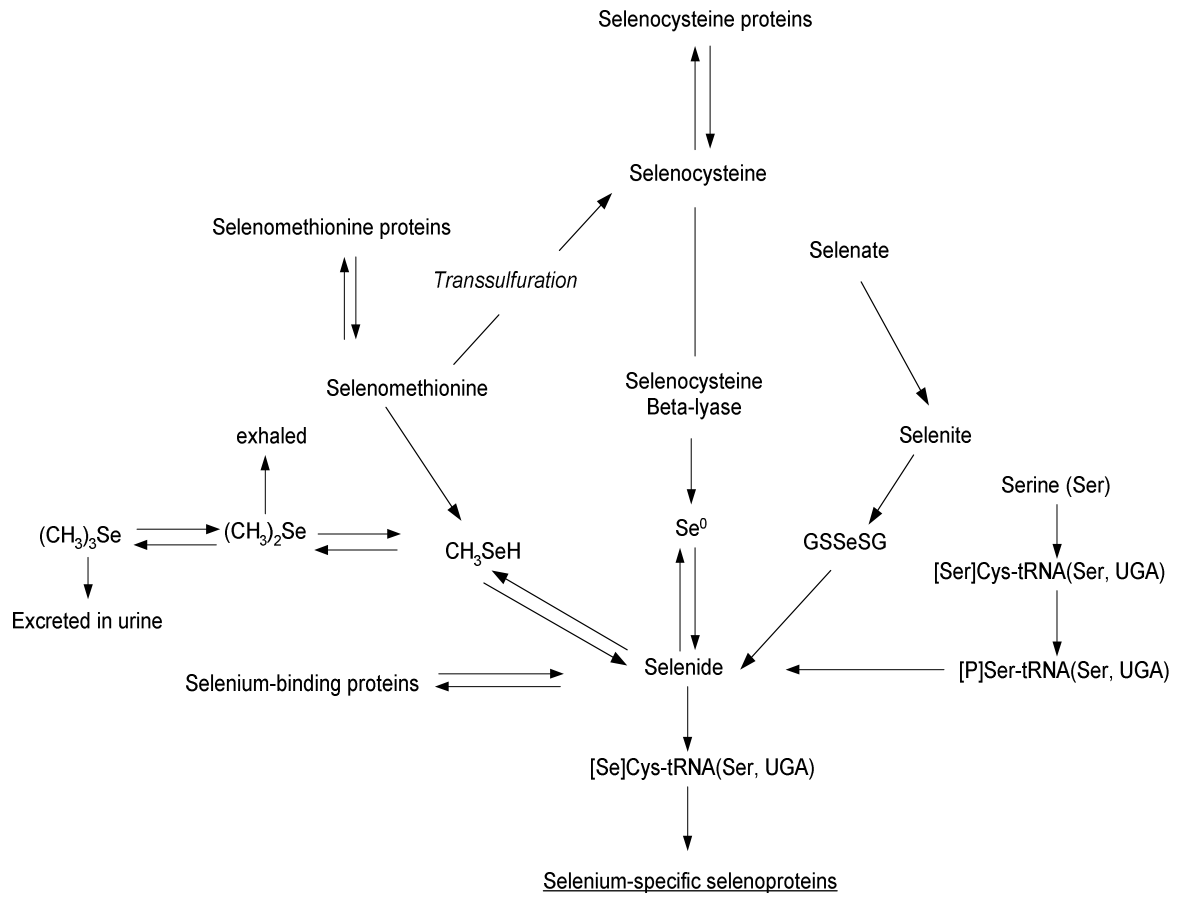 Selenocysteine proteins
Selenocysteine
Selenomethionine proteins
Selenate
Transsulfuration
Selenocysteine
Beta-lyase
Selenomethionine
exhaled
Selenite
Serine (Ser)
(CH₃)₃Se
(CH₃)₂Se
CH₃SeH
Se⁰
GSSeSG
[Ser]Cys-tRNA(Ser, UGA)
Excreted in urine
Selenium-binding proteins
Selenide
[P]Ser-tRNA(Ser, UGA)
[Se]Cys-tRNA(Ser, UGA)
Selenium-specific selenoproteins